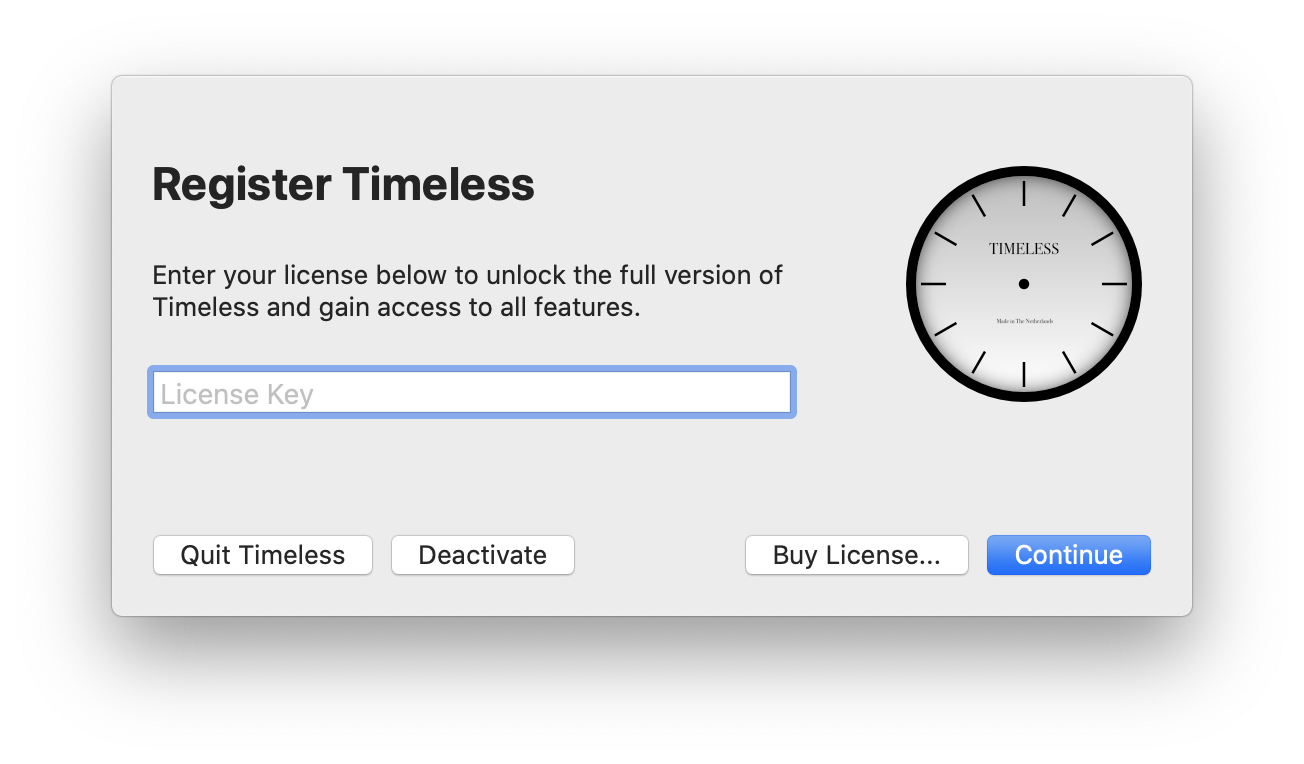 Register Timeless
Enter your license below to unlock the full version of
Timeless and gain access to all features.
License Key
TIMELESS
Made in The Netherlands
Quit Timeless
Deactivate
Buy License...
Continue